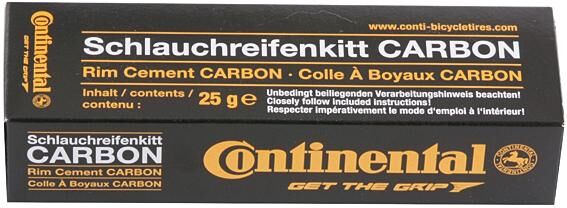 www.conti-bicycletires.com
Continental
GET THE GRIP
Schlauchreifenkitt CARBON
Rim Cement CARBON · Colle À Boyaux CARBON
Inhalt / contents /
contenu :
25 g e
Unbedingt beiliegenden Verarbeitungshinweis beachten!
Closely follow included instructions!
Respecter impérativement le mode d'emploi à l'intérieur!
Schlauchreifenkitt
CARBON
Rim Cement CARBON
Colle À Boyaux CARBON
Continental
GET THE GRIP
CONTINENTAL